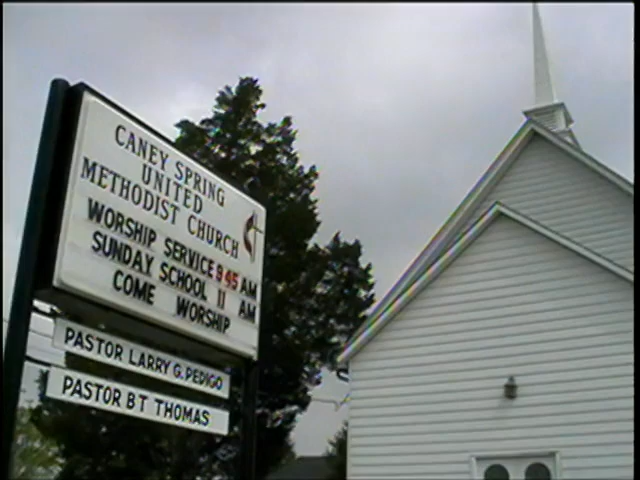 CANEY SPRING
UNITED
METHODIST CHURCH
WORSHIP SERVICE 9 45 AM
SUNDAY SCHOOL 11 AM
COME WORSHIP
PASTOR LARRY G. PEDIGO
PASTOR B T THOMAS